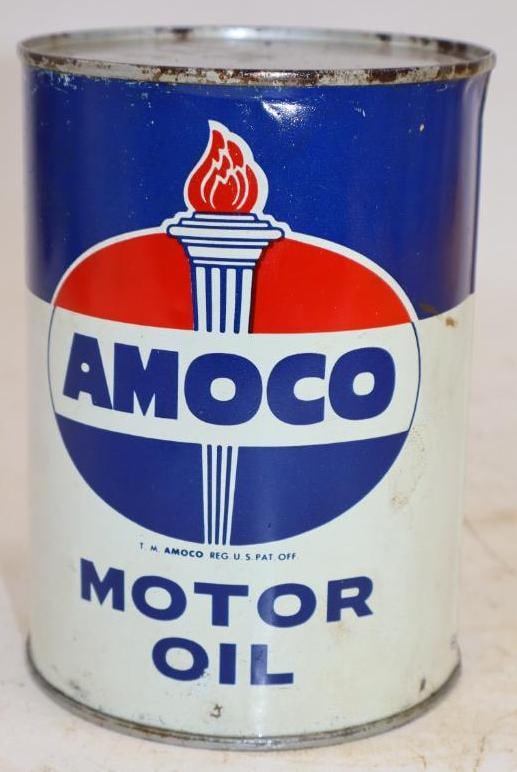 AMOCO
T. M. AMOCO REG. U. S. PAT. OFF.
MOTOR
OIL